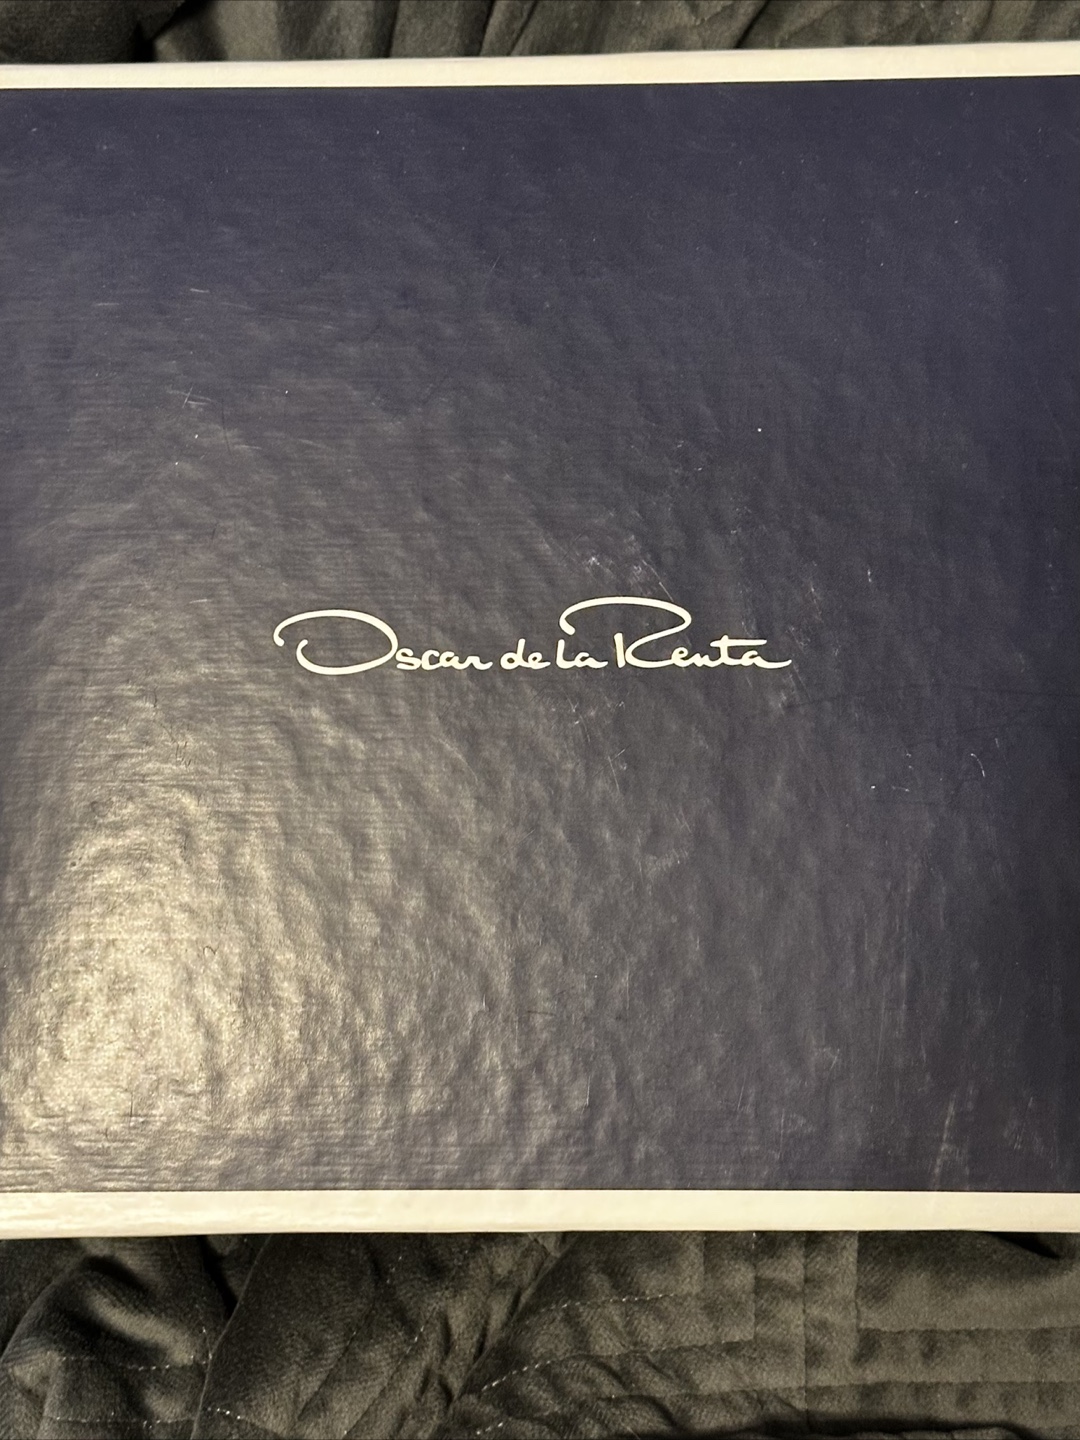 Oscar de la Renta